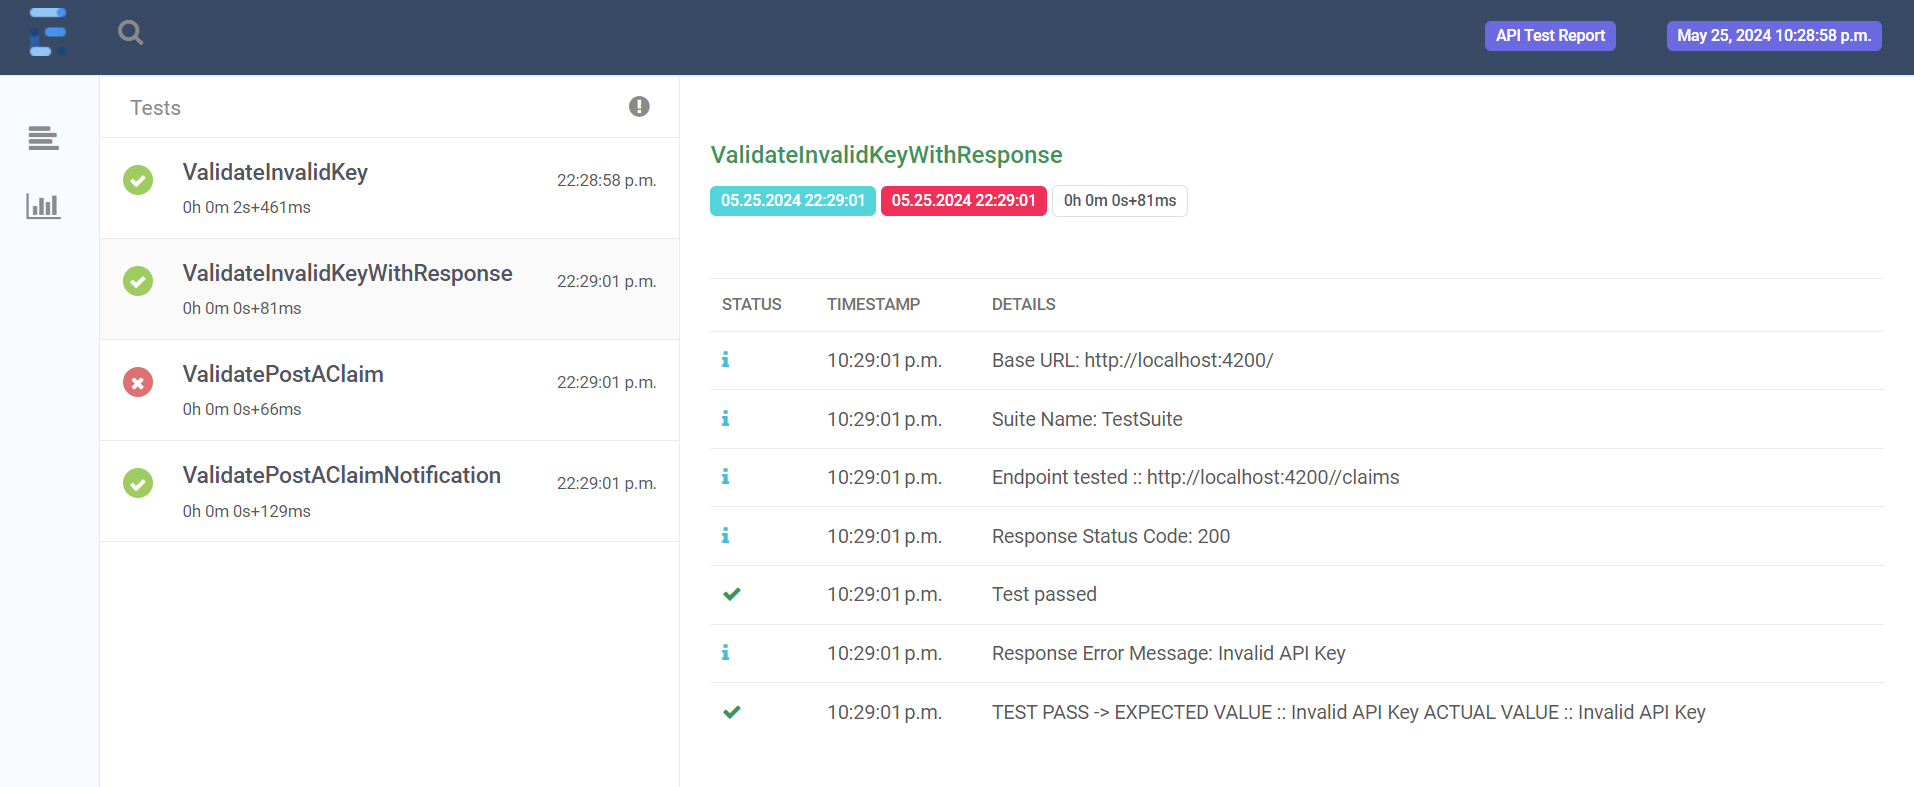 API Test Report
May 25, 2024 10:28:58 p.m.
Tests
ValidateInvalidKey
22:28:58 p.m.
0h 0m 2s+461ms
ValidateInvalidKeyWithResponse
22:29:01 p.m.
0h 0m 0s+81ms
ValidatePostAClaim
22:29:01 p.m.
0h 0m 0s+66ms
ValidatePostAClaimNotification
22:29:01 p.m.
0h 0m 0s+129ms
ValidateInvalidKeyWithResponse
05.25.2024 22:29:01 05.25.2024 22:29:01 0h 0m 0s+81ms
STATUS TIMESTAMP DETAILS
10:29:01 p.m. Base URL: http://localhost:4200/
10:29:01 p.m. Suite Name: TestSuite
10:29:01 p.m. Endpoint tested :: http://localhost:4200//claims
10:29:01 p.m. Response Status Code: 200
10:29:01 p.m. Test passed
10:29:01 p.m. Response Error Message: Invalid API Key
10:29:01 p.m. TEST PASS -> EXPECTED VALUE :: Invalid API Key ACTUAL VALUE :: Invalid API Key